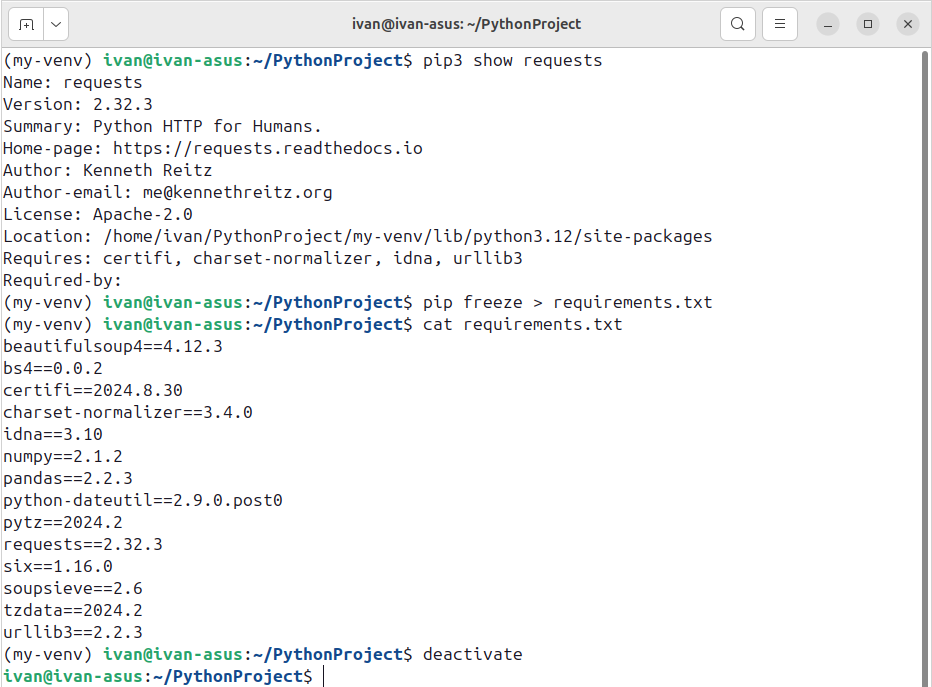 ivan@ivan-asus: ~/PythonProject
(my-venv) ivan@ivan-asus:~/PythonProject$ pip3 show requests
Name: requests
Version: 2.32.3
Summary: Python HTTP for Humans.
Home-page: https://requests.readthedocs.io
Author: Kenneth Reitz
Author-email: me@kennethreitz.org
License: Apache-2.0
Location: /home/ivan/PythonProject/my-venv/lib/python3.12/site-packages
Requires: certifi, charset-normalizer, idna, urllib3
Required-by:
(my-venv) ivan@ivan-asus:~/PythonProject$ pip freeze > requirements.txt
(my-venv) ivan@ivan-asus:~/PythonProject$ cat requirements.txt
beautifulsoup4==4.12.3
bs4==0.0.2
certifi==2024.8.30
charset-normalizer==3.4.0
idna==3.10
numpy==2.1.2
pandas==2.2.3
python-dateutil==2.9.0.post0
pytz==2024.2
requests==2.32.3
six==1.16.0
soupsieve==2.6
tzdata==2024.2
urllib3==2.2.3
(my-venv) ivan@ivan-asus:~/PythonProject$ deactivate
ivan@ivan-asus:~/PythonProject$